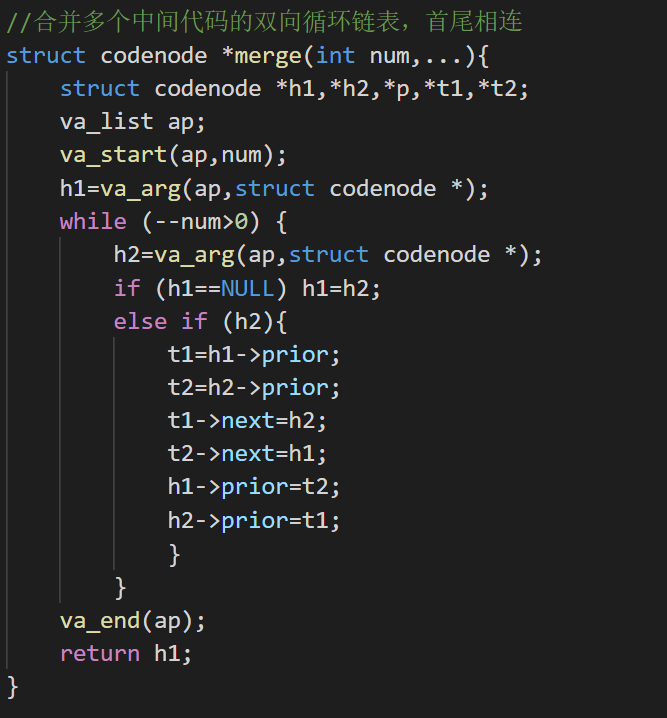 //合并多个中间代码的双向循环链表，首尾相连
struct codenode *merge(int num,...){
    struct codenode *h1,*h2,*p,*t1,*t2;
    va_list ap;
    va_start(ap,num);
    h1=va_arg(ap,struct codenode *);
    while (--num>0) {
        h2=va_arg(ap,struct codenode *);
        if (h1==NULL) h1=h2;
        else if (h2){
            t1=h1->prior;
            t2=h2->prior;
            t1->next=h2;
            t2->next=h1;
            h1->prior=t2;
            h2->prior=t1;
            }
        }
    va_end(ap);
    return h1;
}